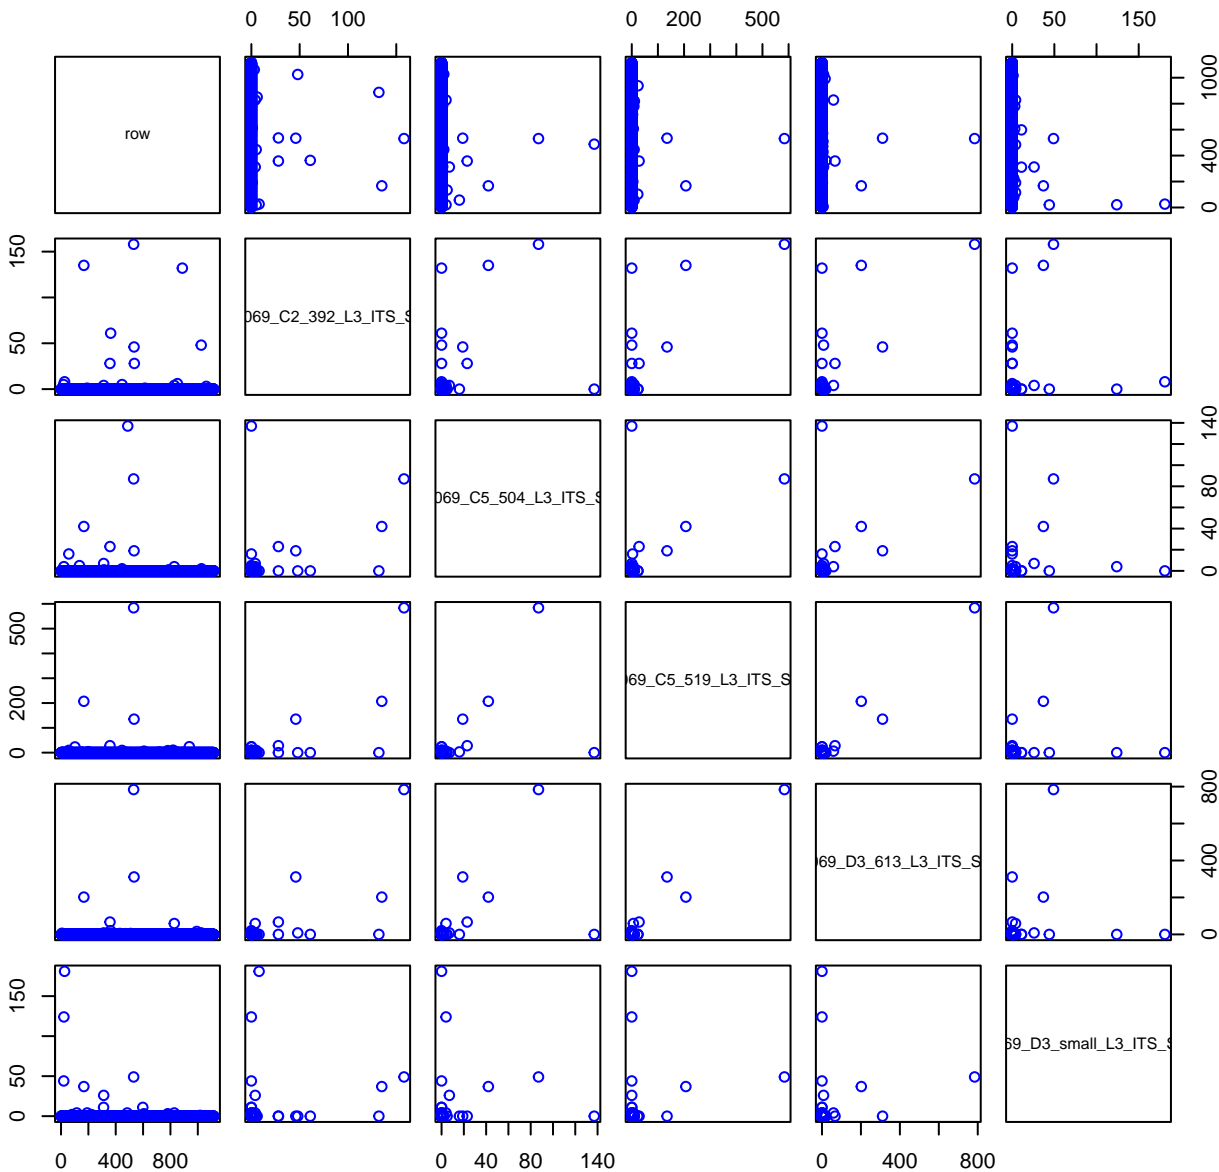 0 50 100
0 200 500
0 50 150
row
0 400 1000
0 50 150
069_C2_392_L3_ITS_S
069_C5_504_L3_ITS_S
0 40 80 140
0 200 500
069_C5_519_L3_ITS_S
069_D3_613_L3_ITS_S
0 400 800
0 50 150
69_D3_small_L3_ITS_S
0 400 800
0 40 80 140
0 400 800